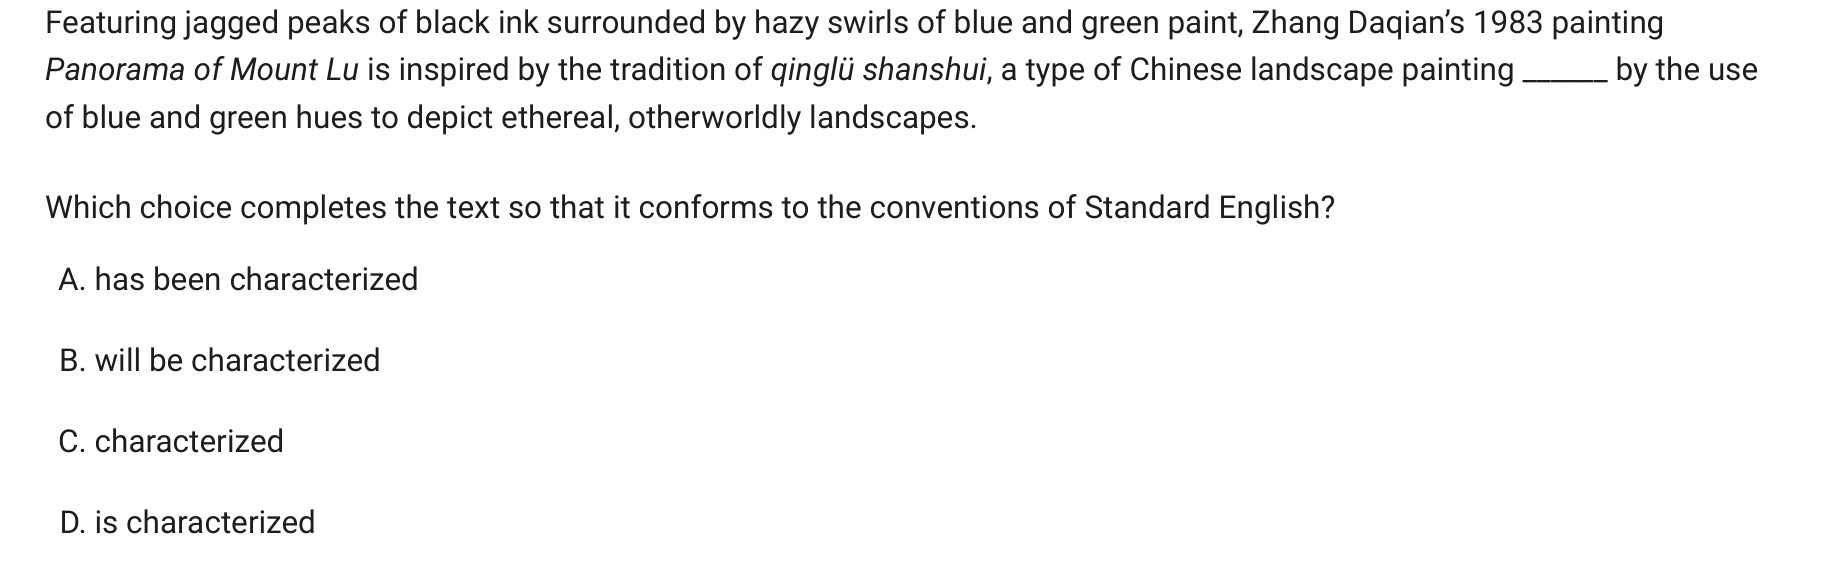 Featuring jagged peaks of black ink surrounded by hazy swirls of blue and green paint, Zhang Daqian’s 1983 painting
Panorama of Mount Lu is inspired by the tradition of qinglü shanshui, a type of Chinese landscape painting ______ by the use
of blue and green hues to depict ethereal, otherworldly landscapes.
Which choice completes the text so that it conforms to the conventions of Standard English?
A. has been characterized
B. will be characterized
C. characterized
D. is characterized